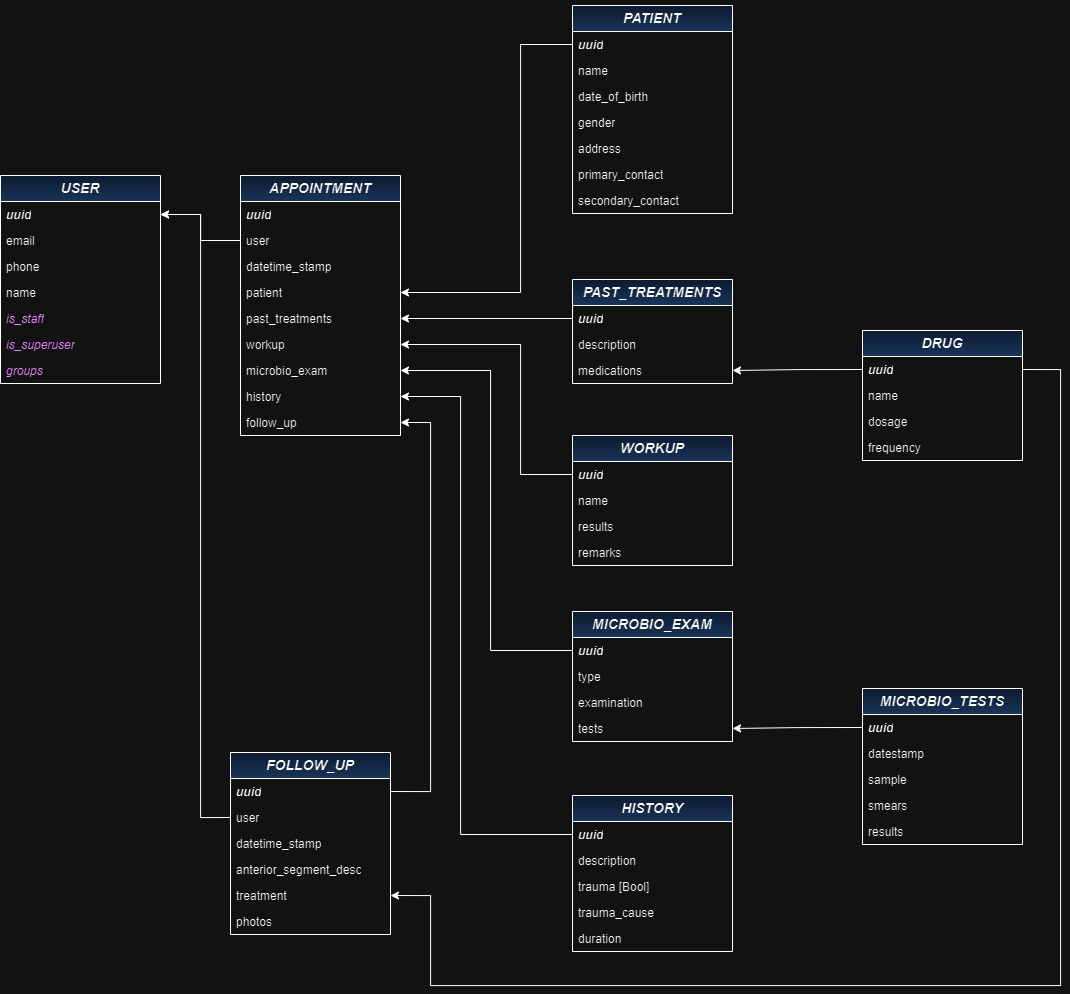 PATIENT
uuid
name
date_of_birth
gender
address
primary_contact
secondary_contact
USER
uuid
email
phone
name
is_staff
is_superuser
groups
APPOINTMENT
uuid
user
datetime_stamp
patient
past_treatments
workup
microbio_exam
history
follow_up
PAST_TREATMENTS
uuid
description
medications
DRUG
uuid
name
dosage
frequency
WORKUP
uuid
name
results
remarks
MICROBIO_EXAM
uuid
type
examination
tests
MICROBIO_TESTS
uuid
datestamp
sample
smears
results
FOLLOW_UP
uuid
user
datetime_stamp
anterior_segment_desc
treatment
photos
HISTORY
uuid
description
trauma [Bool]
trauma_cause
duration